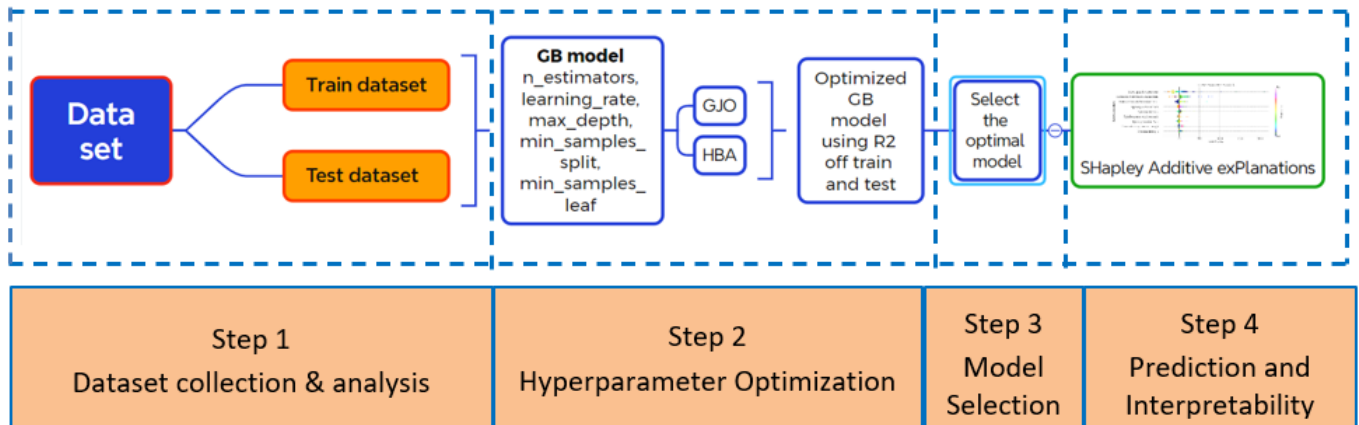 Data
set
Train dataset
Test dataset
GB model
n_estimators,
learning_rate,
max_depth,
min_samples_
split,
min_samples_
leaf
GJO
HBA
Optimized
GB
model
using R2
off train
and test
Select
the
optimal
model
SHapley Additive exPlanations
Step 1
Dataset collection & analysis
Step 2
Hyperparameter Optimization
Step 3
Model
Selection
Step 4
Prediction and
Interpretability